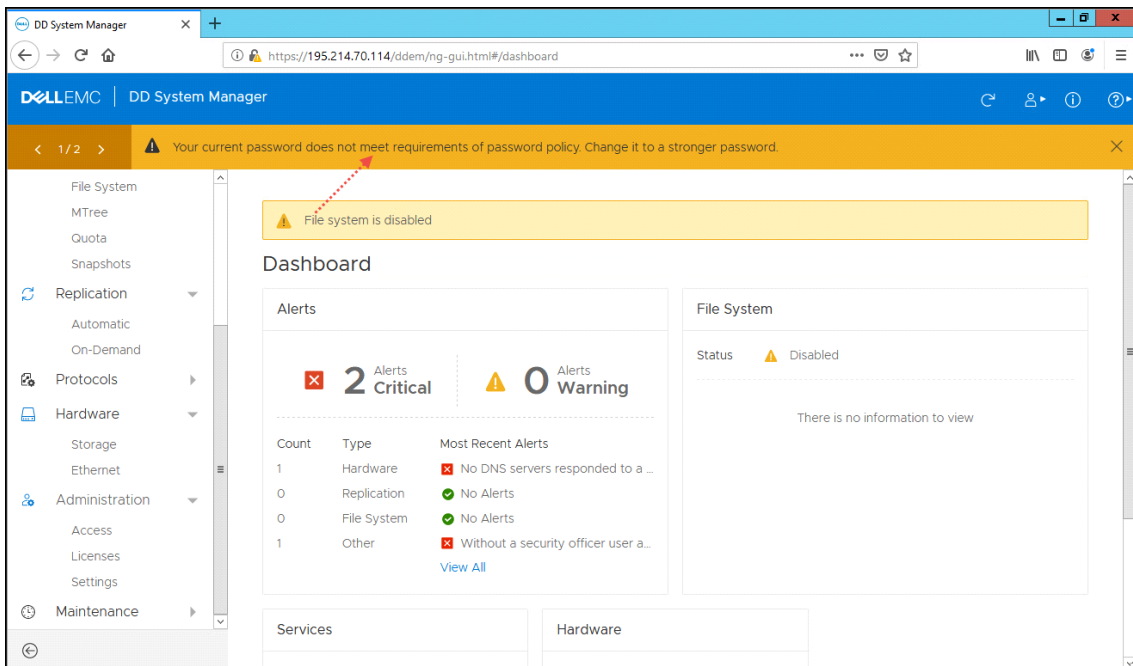 DD System Manager
https://195.214.70.114/ddem/ng-gui.html#/dashboard
DELLEMC DD System Manager
1/2 Your current password does not meet requirements of password policy. Change it to a stronger password.
File System
MTree
Quota
Snapshots
Replication
Automatic
On-Demand
Protocols
Hardware
Storage
Ethernet
Administration
Access
Licenses
Settings
Maintenance
File system is disabled
Dashboard
Alerts
2 Alerts Critical
0 Alerts Warning
Count Type Most Recent Alerts
1 Hardware No DNS servers responded to a ...
0 Replication No Alerts
0 File System No Alerts
1 Other Without a security officer user a...
View All
File System
Status Disabled
There is no information to view
Services
Hardware